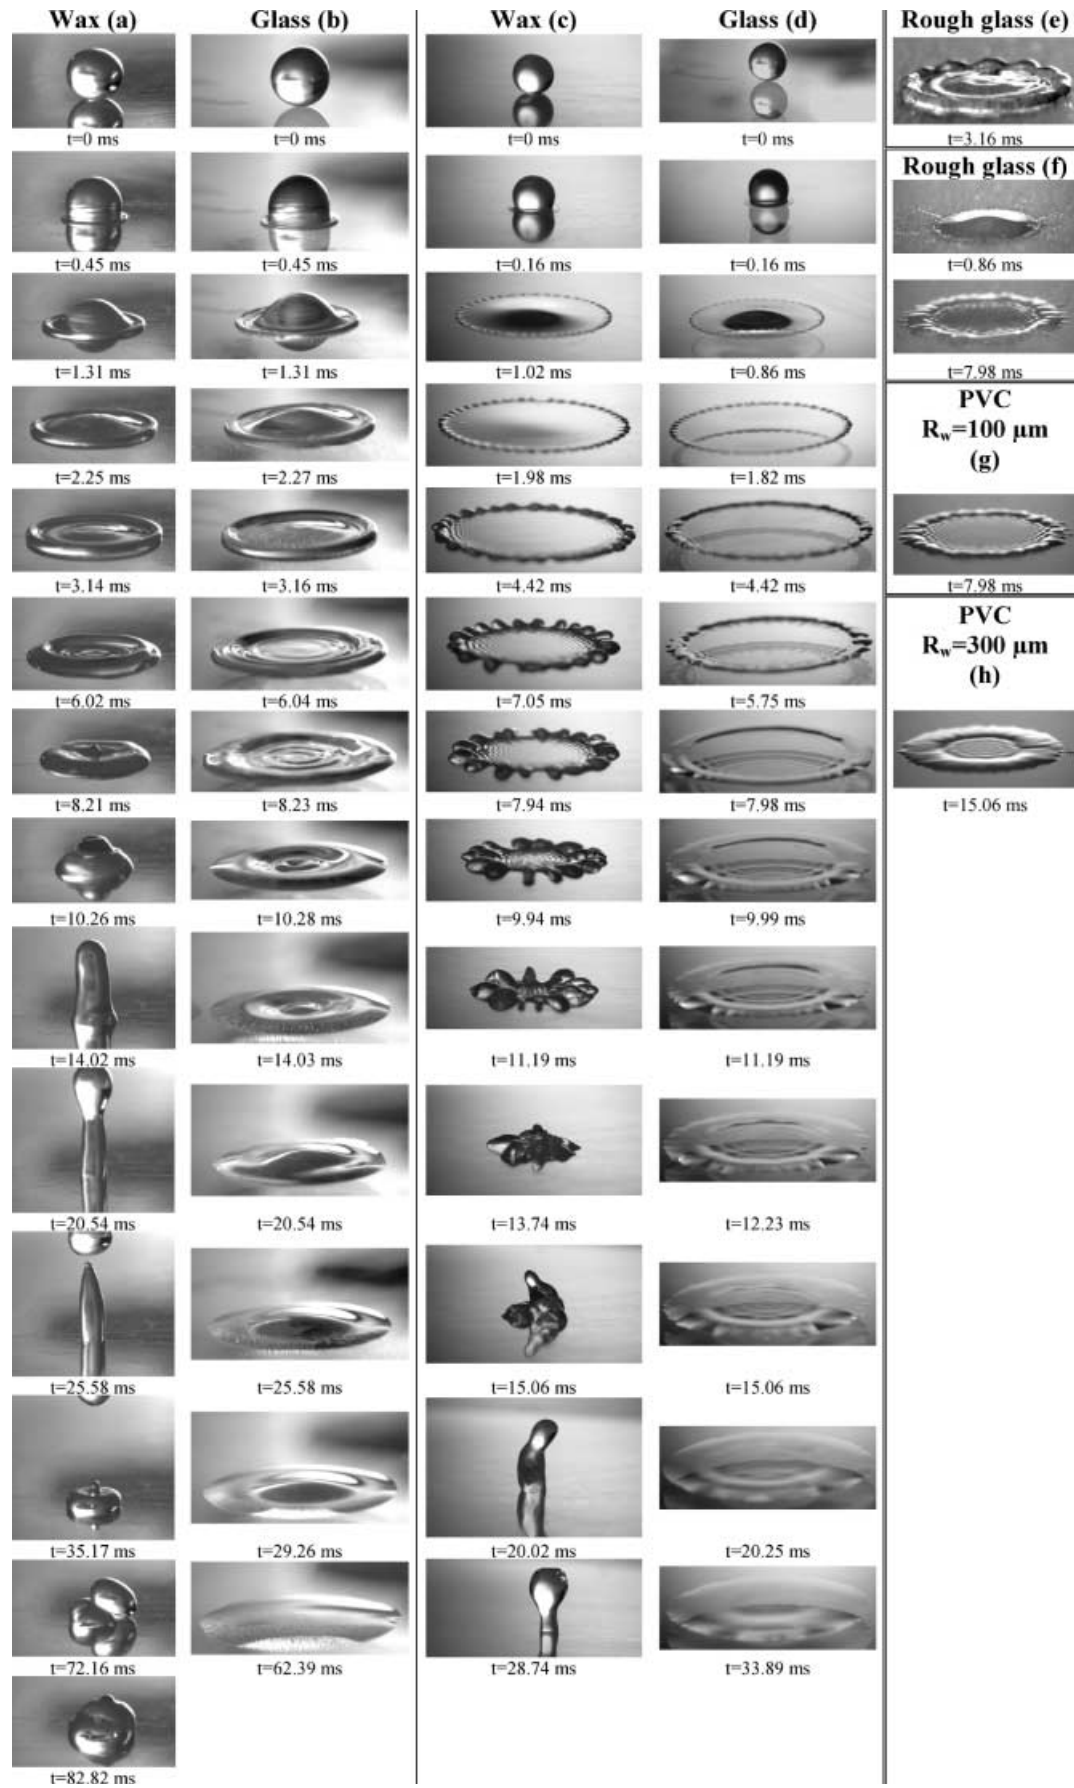 Wax (a) Glass (b) Wax (c) Glass (d) Rough glass (e)
t=0 ms t=0 ms t=0 ms t=0 ms t=3.16 ms
Rough glass (f)
t=0.45 ms t=0.45 ms t=0.16 ms t=0.16 ms t=0.86 ms
t=1.31 ms t=1.31 ms t=1.02 ms t=0.86 ms t=7.98 ms
PVC
R_w=100 µm
(g)
t=2.25 ms t=2.27 ms t=1.98 ms t=1.82 ms
t=3.14 ms t=3.16 ms t=4.42 ms t=4.42 ms t=7.98 ms
PVC
R_w=300 µm
(h)
t=6.02 ms t=6.04 ms t=7.05 ms t=5.75 ms
t=8.21 ms t=8.23 ms t=7.94 ms t=7.98 ms t=15.06 ms
t=10.26 ms t=10.28 ms t=9.94 ms t=9.99 ms
t=14.02 ms t=14.03 ms t=11.19 ms t=11.19 ms
t=20.54 ms t=20.54 ms t=13.74 ms t=12.23 ms
t=25.58 ms t=25.58 ms t=15.06 ms t=15.06 ms
t=35.17 ms t=29.26 ms t=20.02 ms t=20.25 ms
t=72.16 ms t=62.39 ms t=28.74 ms t=33.89 ms
t=82.82 ms